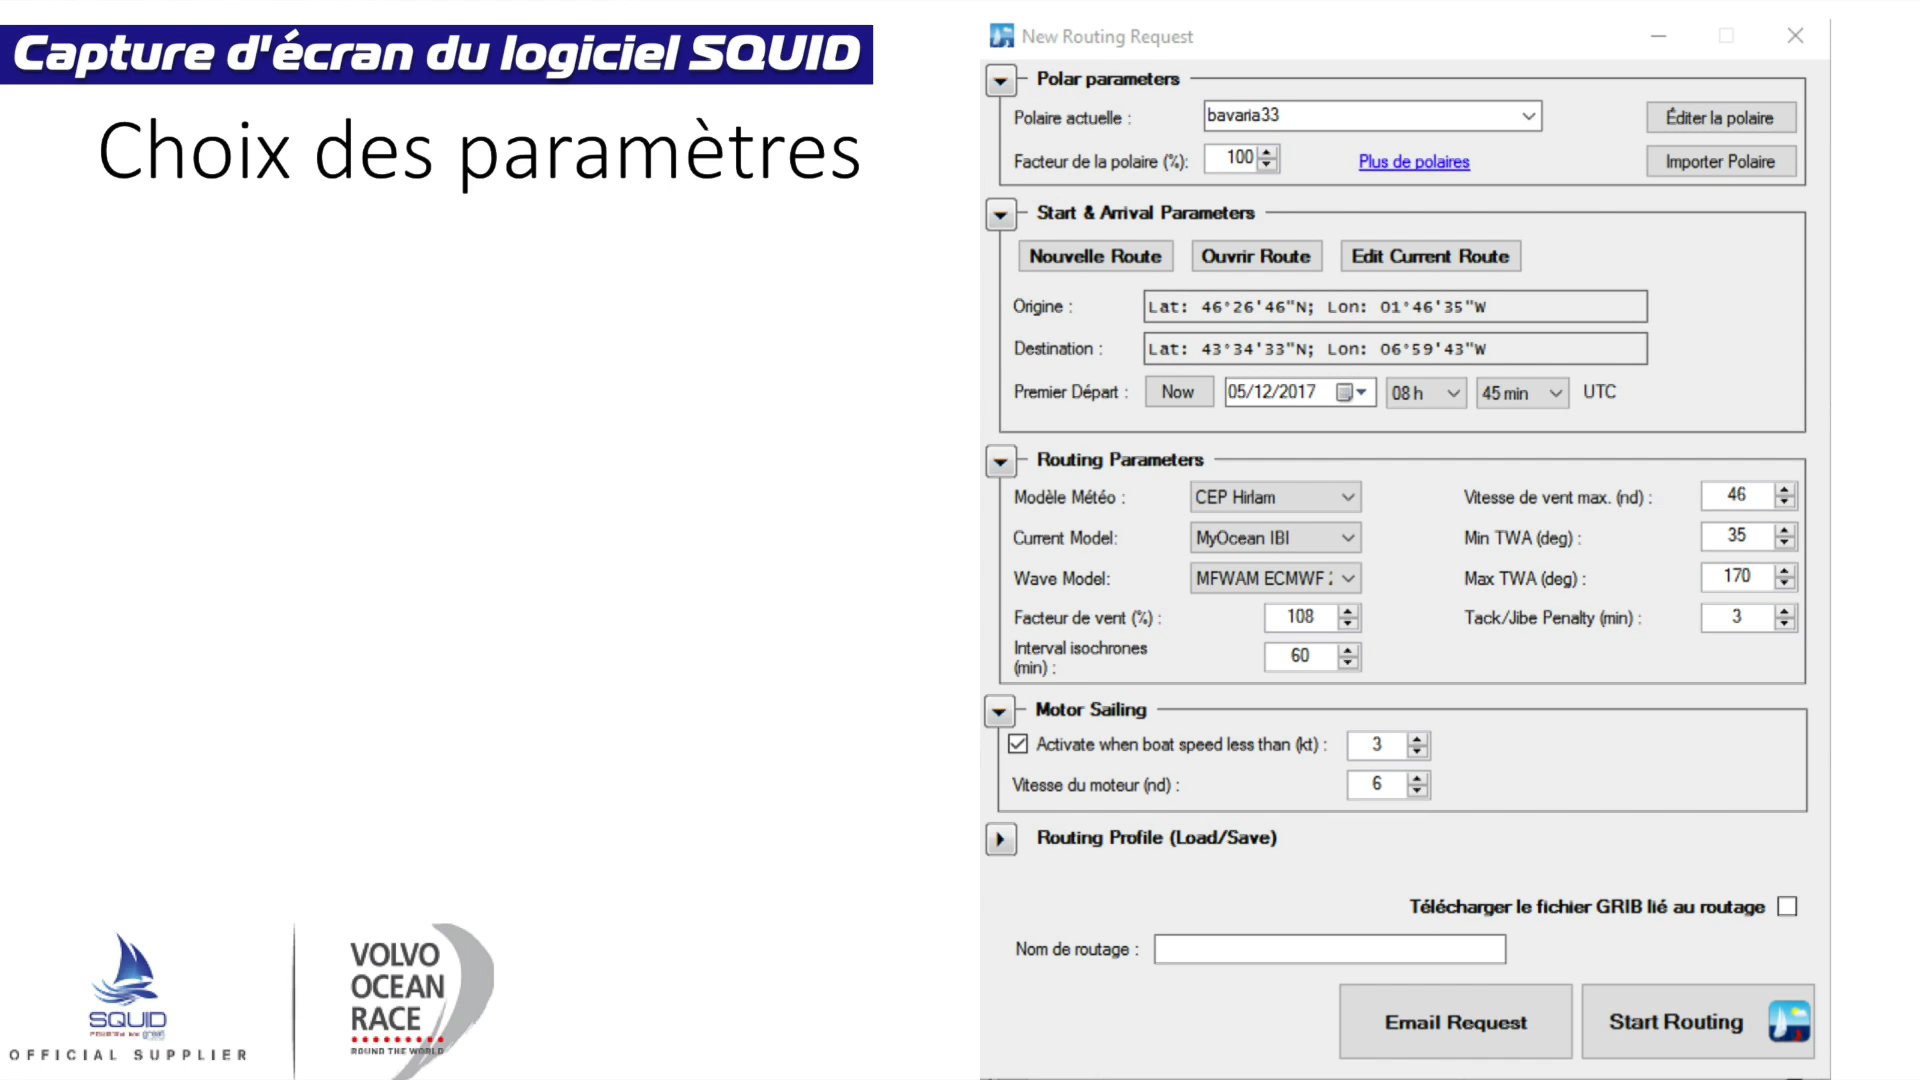 Capture d'écran du logiciel SQUID
Choix des paramètres
New Routing Request
Polar parameters
Polaire actuelle :
bavaria33
Éditer la polaire
Facteur de la polaire (%):
100
Plus de polaires
Importer Polaire
Start & Arrival Parameters
Nouvelle Route
Ouvrir Route
Edit Current Route
Origine :
Lat: 46°26'46"N; Lon: 01°46'35"W
Destination :
Lat: 43°34'33"N; Lon: 06°59'43"W
Premier Départ :
Now
05/12/2017
08 h
45 min
UTC
Routing Parameters
Modèle Météo :
CEP Hirlam
Vitesse de vent max. (nd) :
46
Current Model:
MyOcean IBI
Min TWA (deg) :
35
Wave Model:
MFWAM ECMWF
Max TWA (deg) :
170
Facteur de vent (%) :
108
Tack/Jibe Penalty (min) :
3
Interval isochrones
(min) :
60
Motor Sailing
Activate when boat speed less than (kt) :
3
Vitesse du moteur (nd) :
6
Routing Profile (Load/Save)
Télécharger le fichier GRIB lié au routage
Nom de routage :
Email Request
Start Routing
SQUID
OFFICIAL SUPPLIER
VOLVO
OCEAN
RACE
ROUND THE WORLD